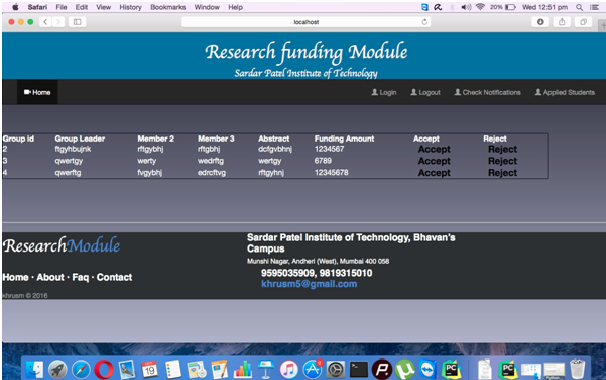 Safari File Edit View History Bookmarks Window Help 20% Wed 12:51 pm
localhost
Research funding Module
Sardar Patel Institute of Technology
Home Login Logout Check Notifications Applied Students
Group id Group Leader Member 2 Member 3 Abstract Funding Amount Accept Reject
2 ftgyhbujnk rftgybhj rftgbhj dcfgvbhnj 1234567 Accept Reject
3 qwertgy werty wedrftg wertgy 6789 Accept Reject
4 qwerftg fvgybhj edrcftvg rftgyhnj 12345678 Accept Reject
ResearchModule
Home · About · Faq · Contact
khrusm © 2016
Sardar Patel Institute of Technology, Bhavan's
Campus
Munshi Nagar, Andheri (West), Mumbai 400 058
9595035909, 9819315010
khrusm5@gmail.com
19